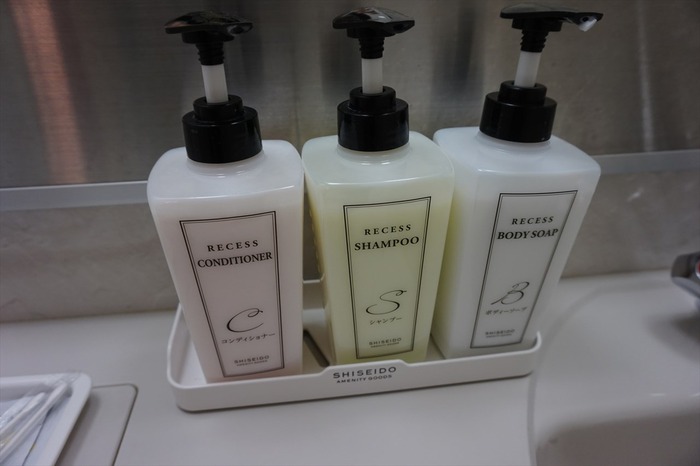 RECESS
CONDITIONER
C
コンディショナー
SHISEIDO
RECESS
SHAMPOO
S
シャンプー
SHISEIDO
RECESS
BODY SOAP
B
ボディーソープ
SHISEIDO
SHISEIDO
AMENITY GOODS